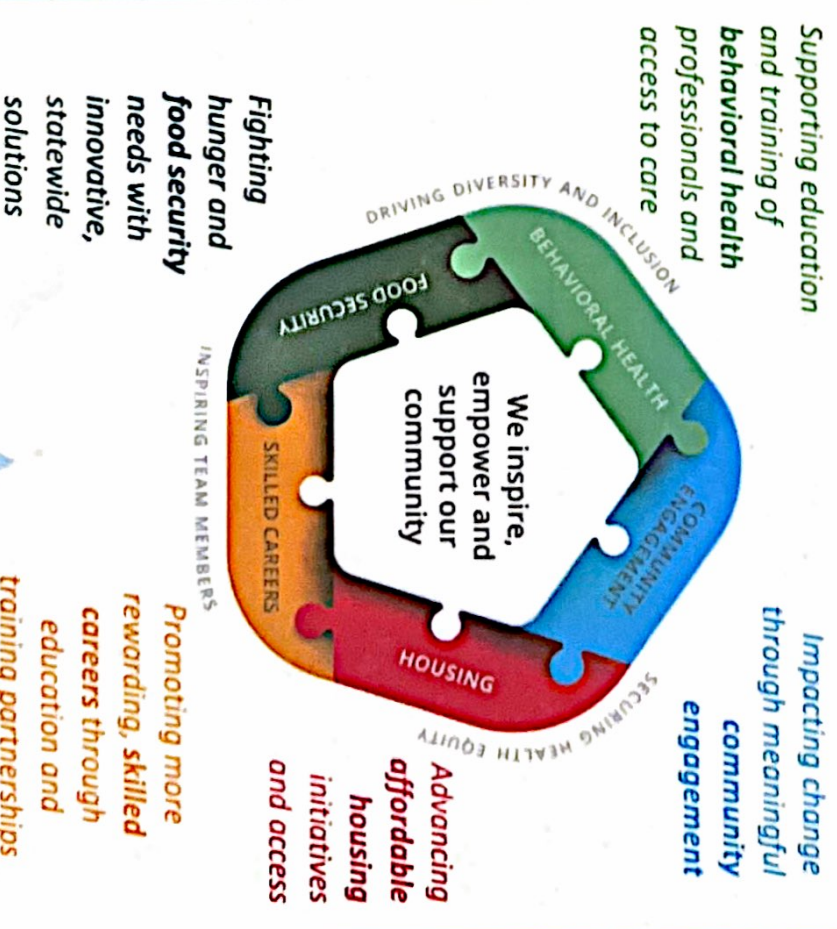 Supporting education
and training of
behavioral health
professionals and
access to care
Impacting change
through meaningful
community
engagement
DRIVING DIVERSITY AND INCLUSION
BEHAVIORAL HEALTH
COMMUNITY
ENGAGEMENT
FOOD SECURITY
We inspire,
empower and
support our
community
HOUSING
SKILLED CAREERS
SECURING HEALTH EQUITY
INSPIRING TEAM MEMBERS
Fighting
hunger and
food security
needs with
innovative,
statewide
solutions
Advancing
affordable
housing
initiatives
and access
Promoting more
rewarding, skilled
careers through
education and
training partnerships